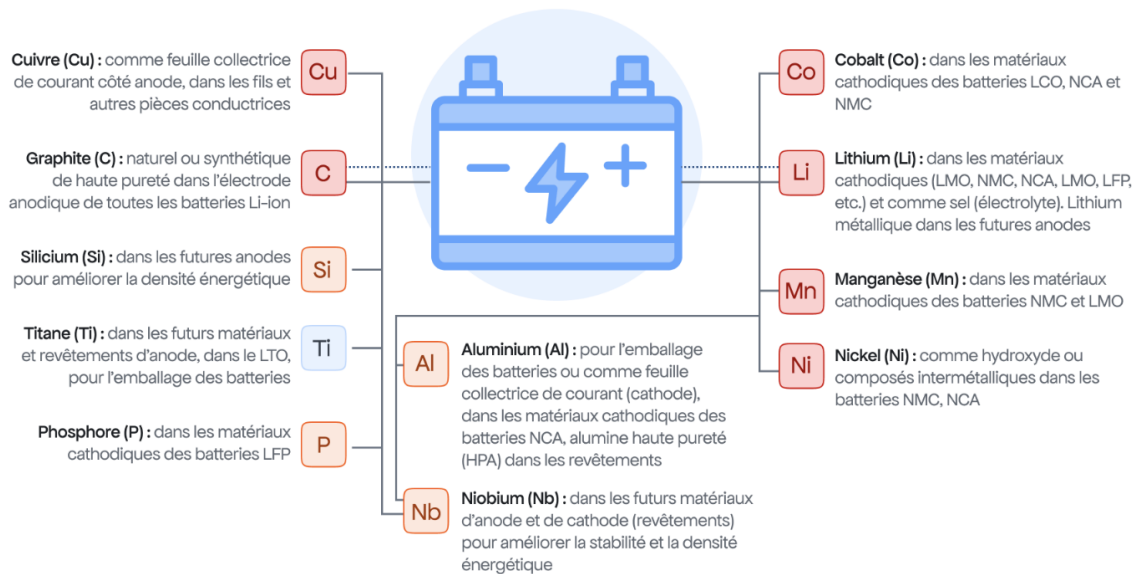 Cuivre (Cu) : comme feuille collectrice
de courant côté anode, dans les fils et
autres pièces conductrices
Cu
Graphite (C) : naturel ou synthétique
de haute pureté dans l'électrode
anodique de toutes les batteries Li-ion
C
Silicium (Si) : dans les futures anodes
pour améliorer la densité énergétique
Si
Titane (Ti) : dans les futurs matériaux
et revêtements d'anode, dans le LTO,
pour l'emballage des batteries
Ti
Phosphore (P) : dans les matériaux
cathodiques des batteries LFP
P
Al
Aluminium (Al) : pour l'emballage
des batteries ou comme feuille
collectrice de courant (cathode),
dans les matériaux cathodiques des
batteries NCA, alumine haute pureté
(HPA) dans les revêtements
Nb
Niobium (Nb) : dans les futurs matériaux
d'anode et de cathode (revêtements)
pour améliorer la stabilité et la densité
énergétique
Co
Cobalt (Co) : dans les matériaux
cathodiques des batteries LCO, NCA et
NMC
Li
Lithium (Li) : dans les matériaux
cathodiques (LMO, NMC, NCA, LMO, LFP,
etc.) et comme sel (électrolyte). Lithium
métallique dans les futures anodes
Mn
Manganèse (Mn) : dans les matériaux
cathodiques des batteries NMC et LMO
Ni
Nickel (Ni) : comme hydroxyde ou
composés intermétalliques dans les
batteries NMC, NCA